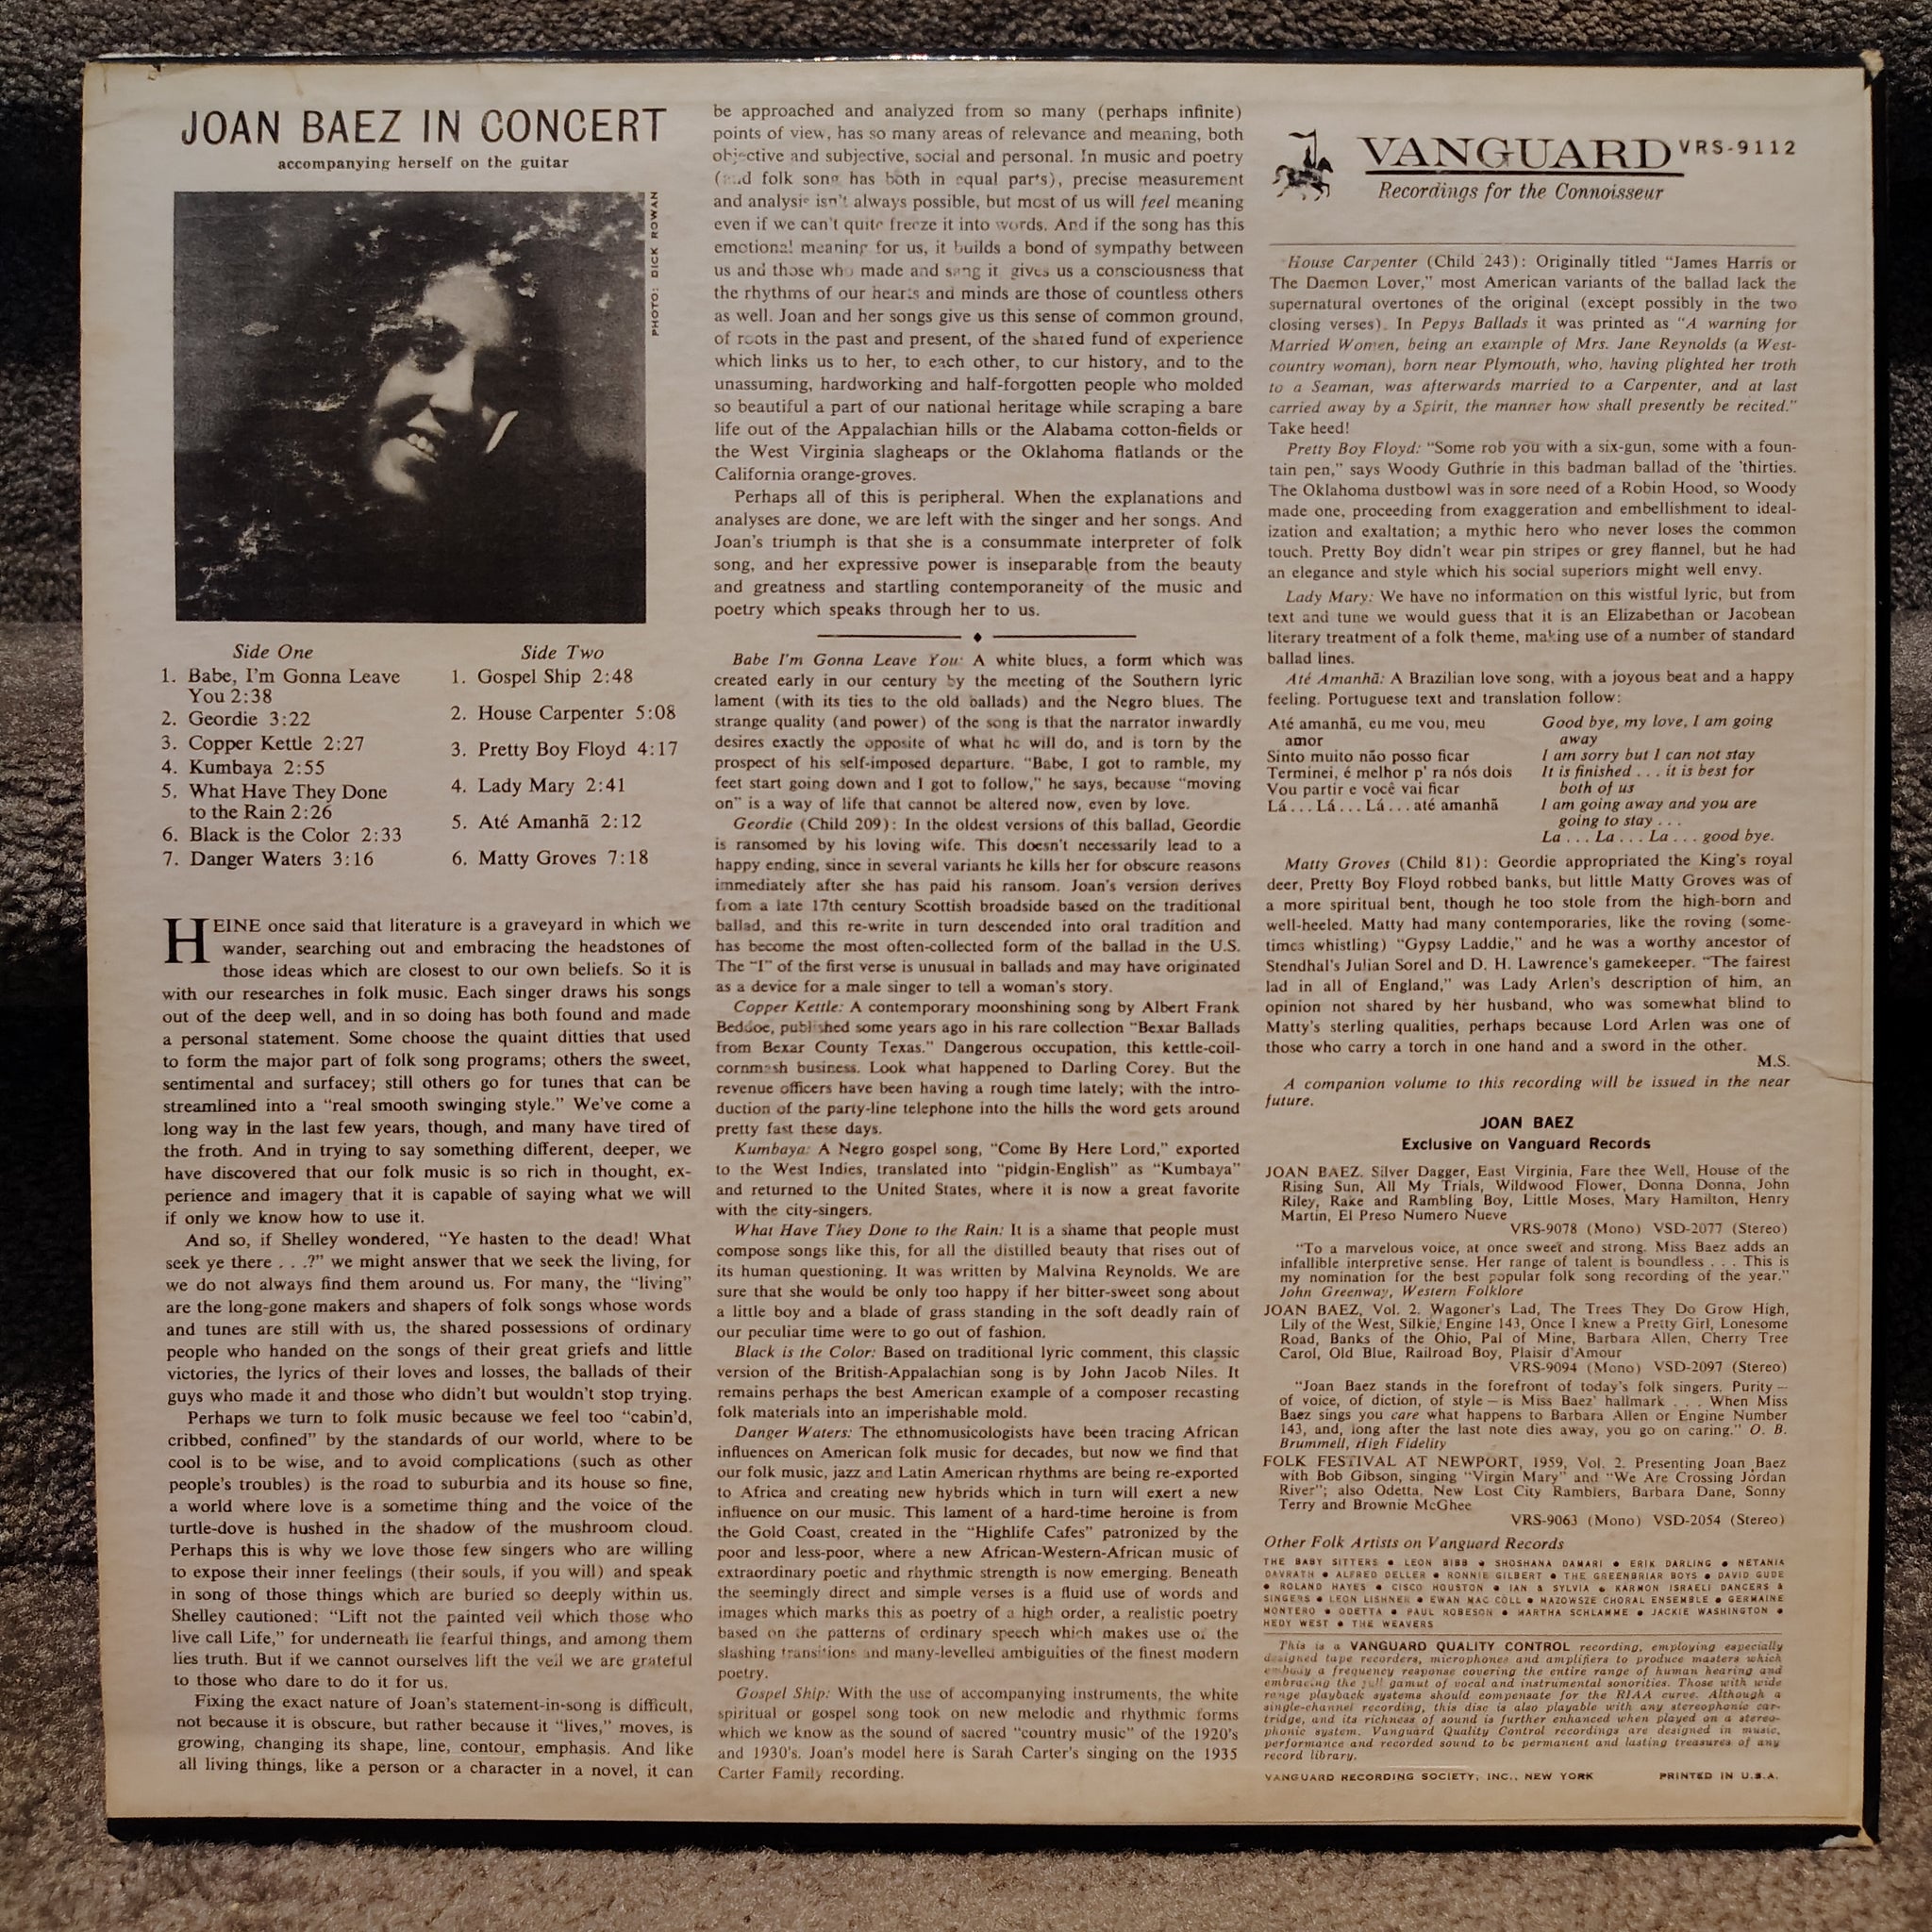 JOAN BAEZ IN CONCERT
accompanying herself on the guitar
PHOTO: DICK ROWAN
Side One
1. Babe, I'm Gonna Leave
You 2:38
2. Geordie 3:22
3. Copper Kettle 2:27
4. Kumbaya 2:55
5. What Have They Done
to the Rain 2:26
6. Black is the Color 2:33
7. Danger Waters 3:16
Side Two
1. Gospel Ship 2:48
2. House Carpenter 5:08
3. Pretty Boy Floyd 4:17
4. Lady Mary 2:41
5. Até Amanhã 2:12
6. Matty Groves 7:18
HEINE once said that literature is a graveyard in which we
wander, searching out and embracing the headstones of
those ideas which are closest to our own beliefs. So it is
with our researches in folk music. Each singer draws his songs
out of the deep well, and in so doing has both found and made
a personal statement. Some choose the quaint ditties that used
to form the major part of folk song programs; others the sweet,
sentimental and surfacey; still others go for tunes that can be
streamlined into a "real smooth swinging style." We've come a
long way in the last few years, though, and many have tired of
the froth. And in trying to say something different, deeper, we
have discovered that our folk music is so rich in thought, ex-
perience and imagery that it is capable of saying what we will
if only we know how to use it.
And so, if Shelley wondered, "Ye hasten to the dead! What
seek ye there . . .?" we might answer that we seek the living, for
we do not always find them around us. For many, the "living"
are the long-gone makers and shapers of folk songs whose words
and tunes are still with us, the shared possessions of ordinary
people who handed on the songs of their great griefs and little
victories, the lyrics of their loves and losses, the ballads of their
guys who made it and those who didn't but wouldn't stop trying.
Perhaps we turn to folk music because we feel too "cabin'd,
cribbed, confined" by the standards of our world, where to be
cool is to be wise, and to avoid complications (such as other
people's troubles) is the road to suburbia and its house so fine,
a world where love is a sometime thing and the voice of the
turtle-dove is hushed in the shadow of the mushroom cloud.
Perhaps this is why we love those few singers who are willing
to expose their inner feelings (their souls, if you will) and speak
in song of those things which are buried so deeply within us.
Shelley cautioned: "Lift not the painted veil which those who
live call Life," for underneath lie fearful things, and among them
lies truth. But if we cannot ourselves lift the veil we are grateful
to those who dare to do it for us.
Fixing the exact nature of Joan's statement-in-song is difficult,
not because it is obscure, but rather because it "lives," moves, is
growing, changing its shape, line, contour, emphasis. And like
all living things, like a person or a character in a novel, it can
be approached and analyzed from so many (perhaps infinite)
points of view, has so many areas of relevance and meaning, both
objective and subjective, social and personal. In music and poetry
(and folk song has both in equal parts), precise measurement
and analysis isn't always possible, but most of us will feel meaning
even if we can't quite freeze it into words. And if the song has this
emotional meaning for us, it builds a bond of sympathy between
us and those who made and sang it gives us a consciousness that
the rhythms of our hearts and minds are those of countless others
as well. Joan and her songs give us this sense of common ground,
of roots in the past and present, of the shared fund of experience
which links us to her, to each other, to our history, and to the
unassuming, hardworking and half-forgotten people who molded
so beautiful a part of our national heritage while scraping a bare
life out of the Appalachian hills or the Alabama cotton-fields or
the West Virginia slagheaps or the Oklahoma flatlands or the
California orange-groves.
Perhaps all of this is peripheral. When the explanations and
analyses are done, we are left with the singer and her songs. And
Joan's triumph is that she is a consummate interpreter of folk
song, and her expressive power is inseparable from the beauty
and greatness and startling contemporaneity of the music and
poetry which speaks through her to us.
Babe I'm Gonna Leave You: A white blues, a form which was
created early in our century by the meeting of the Southern lyric
lament (with its ties to the old ballads) and the Negro blues. The
strange quality (and power) of the song is that the narrator inwardly
desires exactly the opposite of what he will do, and is torn by the
prospect of his self-imposed departure. "Babe, I got to ramble, my
feet start going down and I got to follow," he says, because "moving
on" is a way of life that cannot be altered now, even by love.
Geordie (Child 209): In the oldest versions of this ballad, Geordie
is ransomed by his loving wife. This doesn't necessarily lead to a
happy ending, since in several variants he kills her for obscure reasons
immediately after she has paid his ransom. Joan's version derives
from a late 17th century Scottish broadside based on the traditional
ballad, and this re-write in turn descended into oral tradition and
has become the most often-collected form of the ballad in the U.S.
The "I" of the first verse is unusual in ballads and may have originated
as a device for a male singer to tell a woman's story.
Copper Kettle: A contemporary moonshining song by Albert Frank
Beddoe, published some years ago in his rare collection "Bexar Ballads
from Bexar County Texas." Dangerous occupation, this kettle-coil-
cornmash business. Look what happened to Darling Corey. But the
revenue officers have been having a rough time lately; with the intro-
duction of the party-line telephone into the hills the word gets around
pretty fast these days.
Kumbaya: A Negro gospel song, "Come By Here Lord," exported
to the West Indies, translated into "pidgin-English" as "Kumbaya"
and returned to the United States, where it is now a great favorite
with the city-singers.
What Have They Done to the Rain: It is a shame that people must
compose songs like this, for all the distilled beauty that rises out of
its human questioning. It was written by Malvina Reynolds. We are
sure that she would be only too happy if her bitter-sweet song about
a little boy and a blade of grass standing in the soft deadly rain of
our peculiar time were to go out of fashion.
Black is the Color: Based on traditional lyric comment, this classic
version of the British-Appalachian song is by John Jacob Niles. It
remains perhaps the best American example of a composer recasting
folk materials into an imperishable mold.
Danger Waters: The ethnomusicologists have been tracing African
influences on American folk music for decades, but now we find that
our folk music, jazz and Latin American rhythms are being re-exported
to Africa and creating new hybrids which in turn will exert a new
influence on our music. This lament of a hard-time heroine is from
the Gold Coast, created in the "Highlife Cafes" patronized by the
poor and less-poor, where a new African-Western-African music of
extraordinary poetic and rhythmic strength is now emerging. Beneath
the seemingly direct and simple verses is a fluid use of words and
images which marks this as poetry of a high order, a realistic poetry
based on the patterns of ordinary speech which makes use of the
slashing transitions and many-levelled ambiguities of the finest modern
poetry.
Gospel Ship: With the use of accompanying instruments, the white
spiritual or gospel song took on new melodic and rhythmic forms
which we know as the sound of sacred "country music" of the 1920's
and 1930's. Joan's model here is Sarah Carter's singing on the 1935
Carter Family recording.
VANGUARD VRS-9112
Recordings for the Connoisseur
House Carpenter (Child 243): Originally titled "James Harris or
The Daemon Lover," most American variants of the ballad lack the
supernatural overtones of the original (except possibly in the two
closing verses). In Pepys Ballads it was printed as "A warning for
Married Women, being an example of Mrs. Jane Reynolds (a West-
country woman), born near Plymouth, who, having plighted her troth
to a Seaman, was afterwards married to a Carpenter, and at last
carried away by a Spirit, the manner how shall presently be recited."
Take heed!
Pretty Boy Floyd: "Some rob you with a six-gun, some with a foun-
tain pen," says Woody Guthrie in this badman ballad of the 'thirties.
The Oklahoma dustbowl was in sore need of a Robin Hood, so Woody
made one, proceeding from exaggeration and embellishment to ideal-
ization and exaltation; a mythic hero who never loses the common
touch. Pretty Boy didn't wear pin stripes or grey flannel, but he had
an elegance and style which his social superiors might well envy.
Lady Mary: We have no information on this wistful lyric, but from
text and tune we would guess that it is an Elizabethan or Jacobean
literary treatment of a folk theme, making use of a number of standard
ballad lines.
Até Amanhã: A Brazilian love song, with a joyous beat and a happy
feeling. Portuguese text and translation follow:
Até amanhã, eu me vou, meu
amor
Sinto muito não posso ficar
Terminei, é melhor p' ra nós dois
Vou partir e você vai ficar
Lá . . . Lá . . . Lá . . . até amanhã
Good bye, my love, I am going
away
I am sorry but I can not stay
It is finished . . . it is best for
both of us
I am going away and you are
going to stay . . .
La . . . La . . . La . . . good bye.
Matty Groves (Child 81): Geordie appropriated the King's royal
deer, Pretty Boy Floyd robbed banks, but little Matty Groves was of
a more spiritual bent, though he too stole from the high-born and
well-heeled. Matty had many contemporaries, like the roving (some-
times whistling) "Gypsy Laddie," and he was a worthy ancestor of
Stendhal's Julian Sorel and D. H. Lawrence's gamekeeper. "The fairest
lad in all of England," was Lady Arlen's description of him, an
opinion not shared by her husband, who was somewhat blind to
Matty's sterling qualities, perhaps because Lord Arlen was one of
those who carry a torch in one hand and a sword in the other.
M.S.
A companion volume to this recording will be issued in the near
future.
JOAN BAEZ
Exclusive on Vanguard Records
JOAN BAEZ. Silver Dagger, East Virginia, Fare thee Well, House of the
Rising Sun, All My Trials, Wildwood Flower, Donna Donna, John
Riley, Rake and Rambling Boy, Little Moses, Mary Hamilton, Henry
Martin, El Preso Numero Nueve
VRS-9078 (Mono) VSD-2077 (Stereo)
"To a marvelous voice, at once sweet and strong. Miss Baez adds an
infallible interpretive sense. Her range of talent is boundless . . . This is
my nomination for the best popular folk song recording of the year."
John Greenway, Western Folklore
JOAN BAEZ, Vol. 2. Wagoner's Lad, The Trees They Do Grow High,
Lily of the West, Silkie, Engine 143, Once I knew a Pretty Girl, Lonesome
Road, Banks of the Ohio, Pal of Mine, Barbara Allen, Cherry Tree
Carol, Old Blue, Railroad Boy, Plaisir d'Amour
VRS-9094 (Mono) VSD-2097 (Stereo)
"Joan Baez stands in the forefront of today's folk singers. Purity —
of voice, of diction, of style — is Miss Baez' hallmark . . . When Miss
Baez sings you care what happens to Barbara Allen or Engine Number
143, and, long after the last note dies away, you go on caring." O. B.
Brummell, High Fidelity
FOLK FESTIVAL AT NEWPORT, 1959, Vol. 2. Presenting Joan Baez
with Bob Gibson, singing "Virgin Mary" and "We Are Crossing Jordan
River"; also Odetta, New Lost City Ramblers, Barbara Dane, Sonny
Terry and Brownie McGhee
VRS-9063 (Mono) VSD-2054 (Stereo)
Other Folk Artists on Vanguard Records
THE BABY SITTERS • LEON BIBB • SHOSHANA DAMARI • ERIK DARLING • NETANIA
DAVRATH • ALFRED DELLER • RONNIE GILBERT • THE GREENBRIAR BOYS • DAVID GUDE
• ROLAND HAYES • CISCO HOUSTON • IAN & SYLVIA • KARMON ISRAELI DANCERS &
SINGERS • LEON LISHNER • EWAN MAC COLL • MAZOWSZE CHORAL ENSEMBLE • GERMAINE
MONTERO • ODETTA • PAUL ROBESON • MARTHA SCHLAMME • JACKIE WASHINGTON •
HEDY WEST • THE WEAVERS
This is a VANGUARD QUALITY CONTROL recording, employing especially
designed tape recorders, microphones and amplifiers to produce masters which
embody a frequency response covering the entire range of human hearing and
embracing the full gamut of vocal and instrumental sonorities. Those with wide
range playback systems should compensate for the RIAA curve. Although a
single-channel recording, this disc is also playable with any stereophonic car-
tridge, and its richness of sound is further enhanced when played on a stereo-
phonic system. Vanguard Quality Control recordings are designed in music,
performance and recorded sound to be permanent and lasting treasures of any
record library.
VANGUARD RECORDING SOCIETY, INC., NEW YORK PRINTED IN U.S.A.